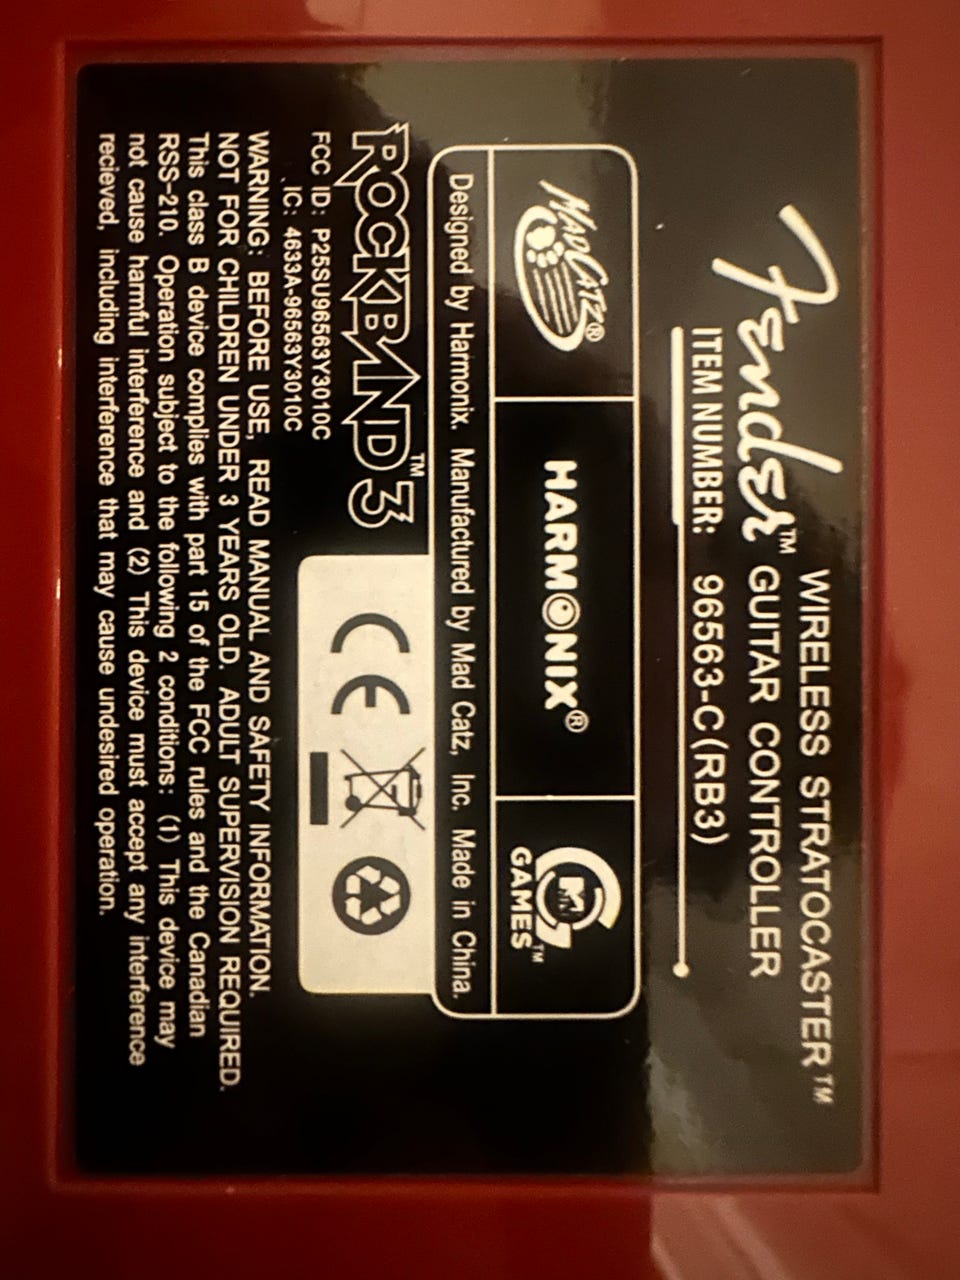 Fender™ WIRELESS STRATOCASTER™
GUITAR CONTROLLER
ITEM NUMBER: 96563-C(RB3)
MAD CATZ®
HARMONIX®
MTV GAMES™
Designed by Harmonix. Manufactured by Mad Catz, Inc. Made in China.
ROCKBAND™3
CE
FCC ID: P25SU96563Y3010C
IC: 4633A-96563Y3010C
WARNING: BEFORE USE, READ MANUAL AND SAFETY INFORMATION.
NOT FOR CHILDREN UNDER 3 YEARS OLD. ADULT SUPERVISION REQUIRED.
This class B device complies with part 15 of the FCC rules and the Canadian
RSS-210. Operation subject to the following 2 conditions: (1) This device may
not cause harmful interference and (2) This device must accept any interference
recieved, including interference that may cause undesired operation.